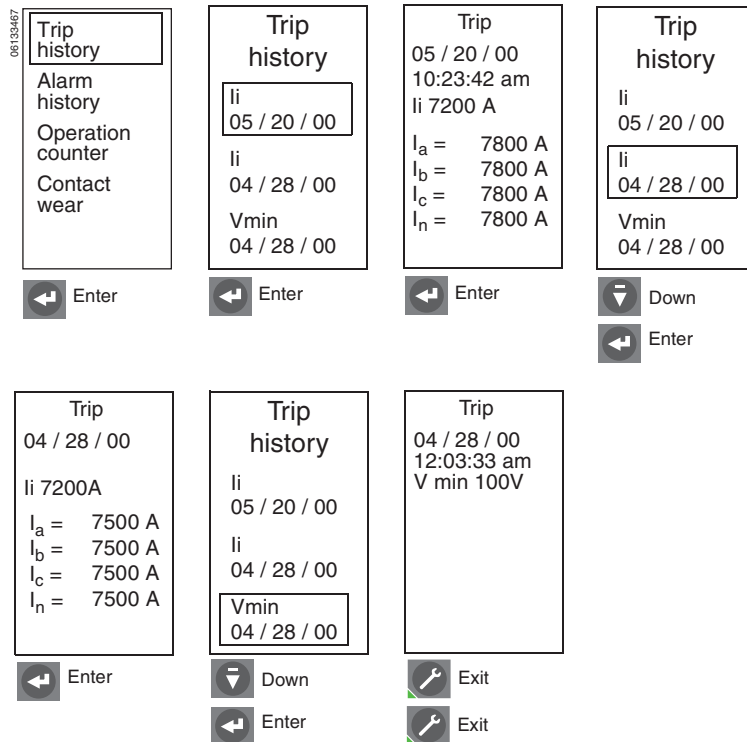 06133467
Trip
history
Alarm
history
Operation
counter
Contact
wear
Enter
Trip
history
Ii
05 / 20 / 00
Ii
04 / 28 / 00
Vmin
04 / 28 / 00
Enter
Trip
05 / 20 / 00
10:23:42 am
Ii 7200 A
Ia = 7800 A
Ib = 7800 A
Ic = 7800 A
In = 7800 A
Enter
Trip
history
Ii
05 / 20 / 00
Ii
04 / 28 / 00
Vmin
04 / 28 / 00
Down
Enter
Trip
04 / 28 / 00
Ii 7200A
Ia = 7500 A
Ib = 7500 A
Ic = 7500 A
In = 7500 A
Enter
Trip
history
Ii
05 / 20 / 00
Ii
04 / 28 / 00
Vmin
04 / 28 / 00
Down
Enter
Trip
04 / 28 / 00
12:03:33 am
V min 100V
Exit
Exit